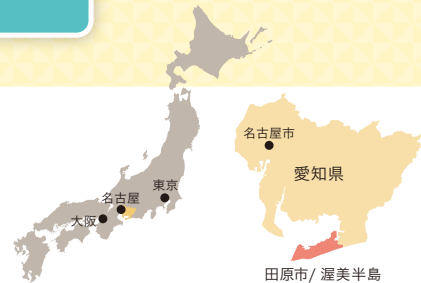 東京
名古屋
大阪
名古屋市
愛知県
田原市/ 渥美半島